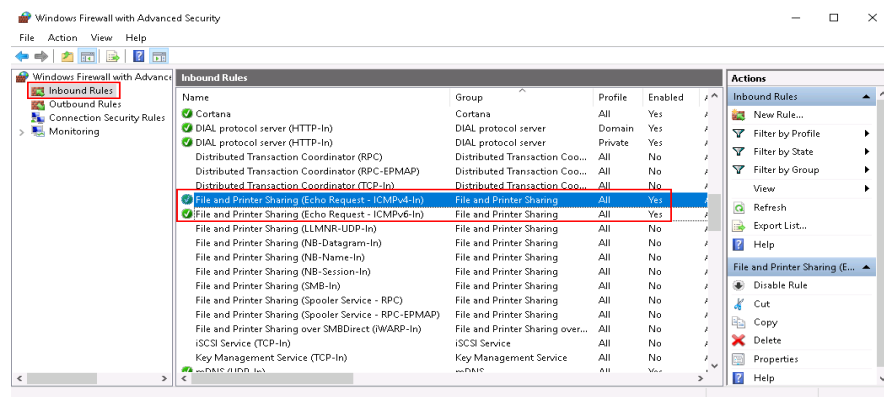 Windows Firewall with Advanced Security
File Action View Help
Windows Firewall with Advance
Inbound Rules
Outbound Rules
Connection Security Rules
Monitoring
Inbound Rules
Name Group Profile Enabled
Cortana Cortana All Yes
DIAL protocol server (HTTP-In) DIAL protocol server Domain Yes
DIAL protocol server (HTTP-In) DIAL protocol server Private Yes
Distributed Transaction Coordinator (RPC) Distributed Transaction Coo... All No
Distributed Transaction Coordinator (RPC-EPMAP) Distributed Transaction Coo... All No
Distributed Transaction Coordinator (TCP-In) Distributed Transaction Coo... All No
File and Printer Sharing (Echo Request - ICMPv4-In) File and Printer Sharing All Yes
File and Printer Sharing (Echo Request - ICMPv6-In) File and Printer Sharing All Yes
File and Printer Sharing (LLMNR-UDP-In) File and Printer Sharing All No
File and Printer Sharing (NB-Datagram-In) File and Printer Sharing All No
File and Printer Sharing (NB-Name-In) File and Printer Sharing All No
File and Printer Sharing (NB-Session-In) File and Printer Sharing All No
File and Printer Sharing (SMB-In) File and Printer Sharing All No
File and Printer Sharing (Spooler Service - RPC) File and Printer Sharing All No
File and Printer Sharing (Spooler Service - RPC-EPMAP) File and Printer Sharing All No
File and Printer Sharing over SMBDirect (iWARP-In) File and Printer Sharing over... All No
iSCSI Service (TCP-In) iSCSI Service All No
Key Management Service (TCP-In) Key Management Service All No
mDNS (UDP-In) mDNS All Yes
Actions
Inbound Rules
New Rule...
Filter by Profile
Filter by State
Filter by Group
View
Refresh
Export List...
Help
File and Printer Sharing (E...
Disable Rule
Cut
Copy
Delete
Properties
Help